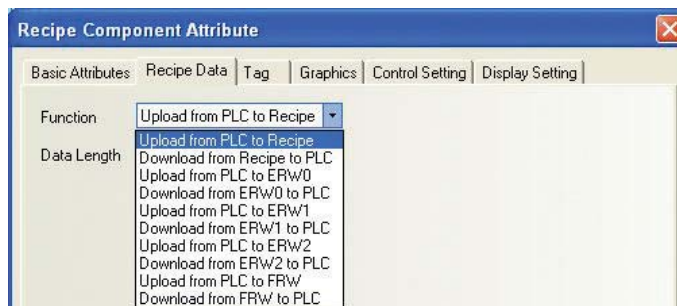 Recipe Component Attribute
Basic Attributes Recipe Data Tag Graphics Control Setting Display Setting
Function Upload from PLC to Recipe
Upload from PLC to Recipe
Data Length Download from Recipe to PLC
Upload from PLC to ERW0
Download from ERW0 to PLC
Upload from PLC to ERW1
Download from ERW1 to PLC
Upload from PLC to ERW2
Download from ERW2 to PLC
Upload from PLC to FRW
Download from FRW to PLC